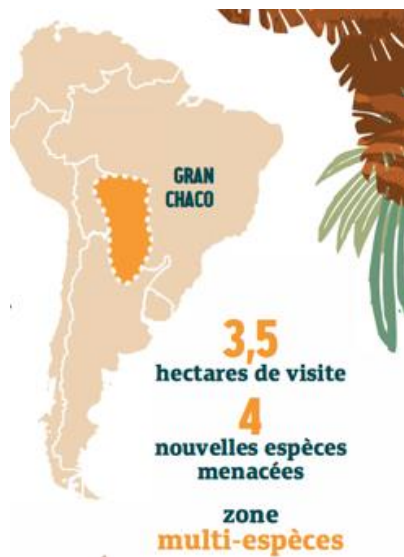 GRAN
CHACO
3,5
hectares de visite
4
nouvelles espèces
menacées
zone
multi-espèces